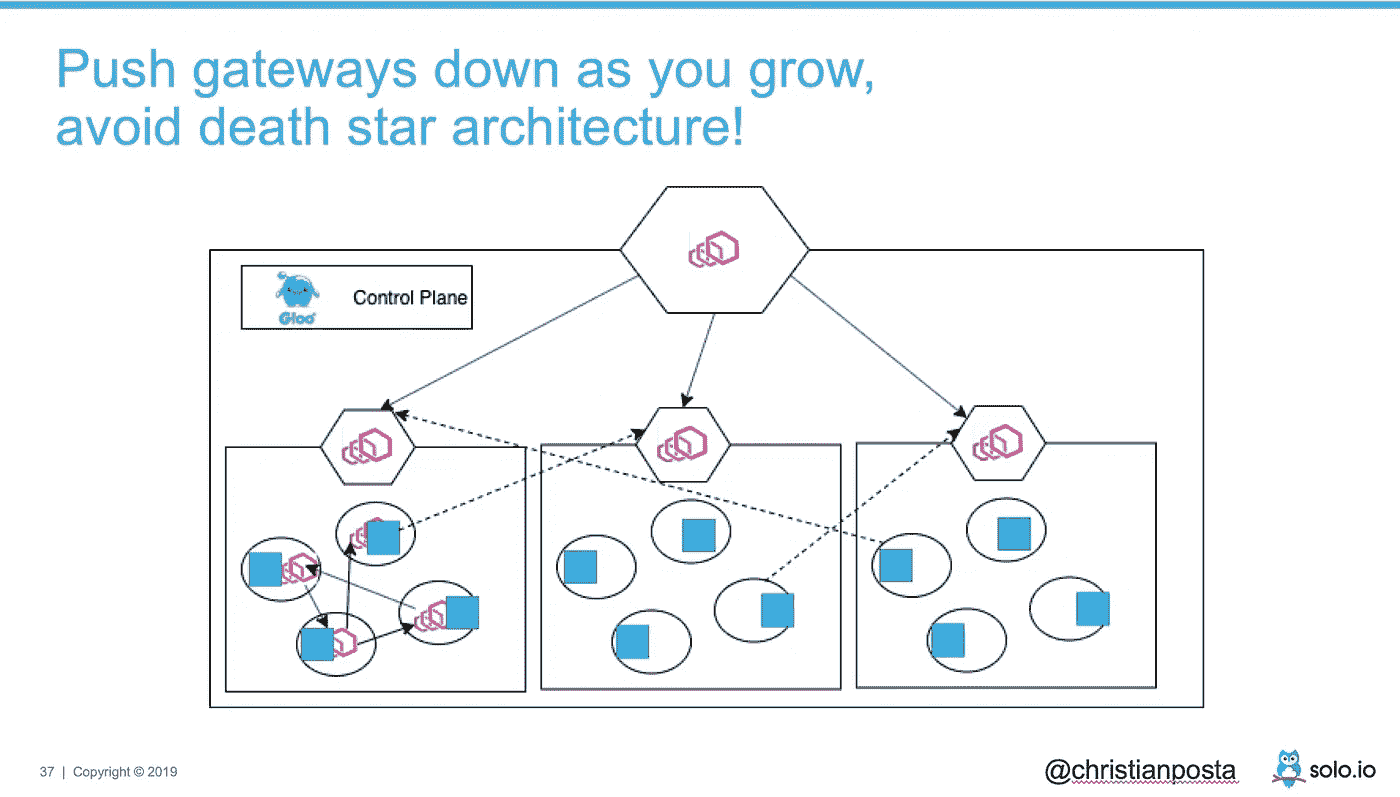 Push gateways down as you grow,
avoid death star architecture!
Control Plane
Gloo
37 | Copyright © 2019
@christianposta
solo.io